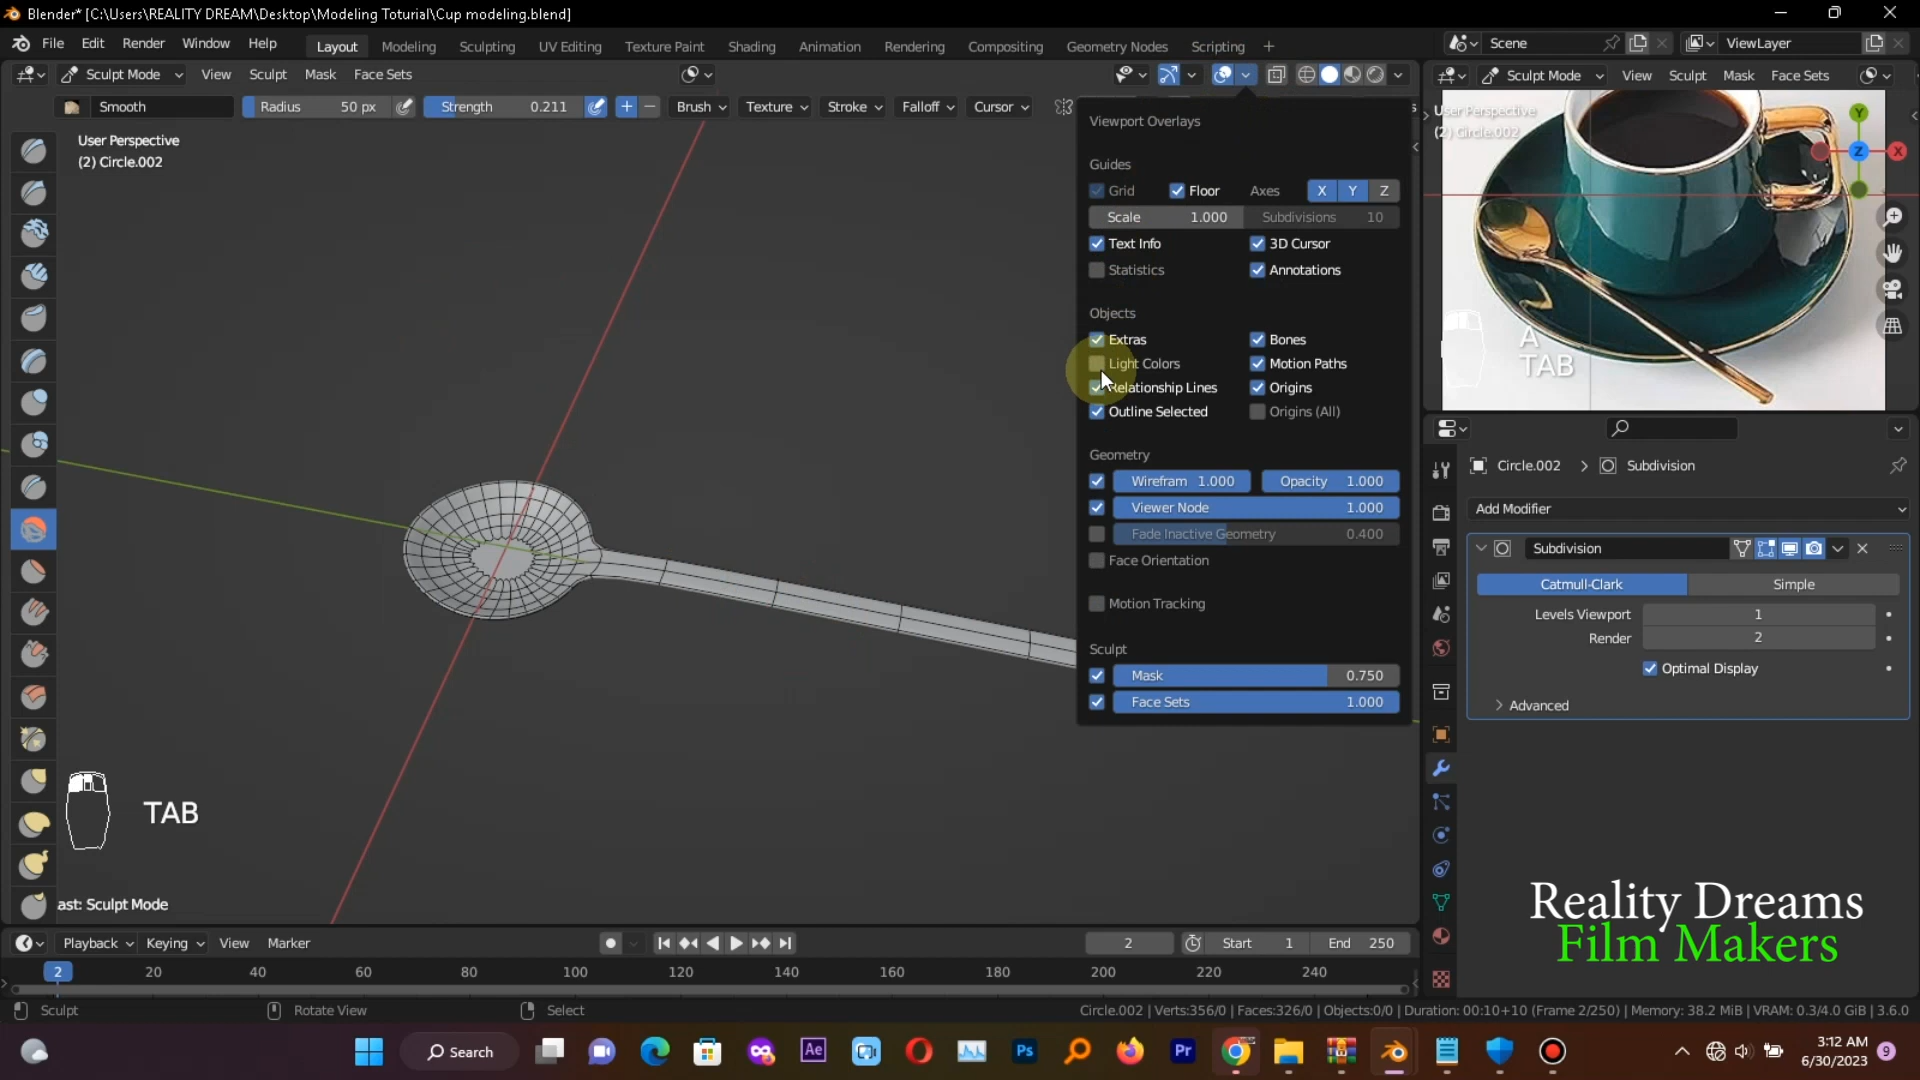 Blender* [C:\Users\REALITY DREAM\Desktop\Modeling Toturial\Cup modeling.blend]
File Edit Render Window Help Layout Modeling Sculpting UV Editing Texture Paint Shading Animation Rendering Compositing Geometry Nodes Scripting + Scene ViewLayer
Sculpt Mode View Sculpt Mask Face Sets Sculpt Mode View Sculpt Mask Face Sets
Smooth Radius 50 px Strength 0.211 Brush Texture Stroke Falloff Cursor
User Perspective
(2) Circle.002
Viewport Overlays
Guides
Grid Floor Axes X Y Z
Scale 1.000 Subdivisions 10
Text Info 3D Cursor
Statistics Annotations
Objects
Extras Bones
Light Colors Motion Paths
Relationship Lines Origins
Outline Selected Origins (All)
Geometry
Wirefram 1.000 Opacity 1.000
Viewer Node 1.000
Fade Inactive Geometry 0.400
Face Orientation
Motion Tracking
Sculpt
Mask 0.750
Face Sets 1.000
User Perspective
(2) Circle.002
Y
Z X
A
TAB
Circle.002 > Subdivision
Add Modifier
Subdivision
Catmull-Clark Simple
Levels Viewport 1
Render 2
Optimal Display
Advanced
TAB
ast: Sculpt Mode
Reality Dreams
Film Makers
Playback Keying View Marker 2 Start 1 End 250
2 20 40 60 80 100 120 140 160 180 200 220 240
Sculpt Rotate View Select Circle.002 | Verts:356/0 | Faces:326/0 | Objects:0/0 | Duration: 00:10+10 (Frame 2/250) | Memory: 38.2 MiB | VRAM: 0.3/4.0 GiB | 3.6.0
Search Ae Ps Pr 3:12 AM
6/30/2023 9